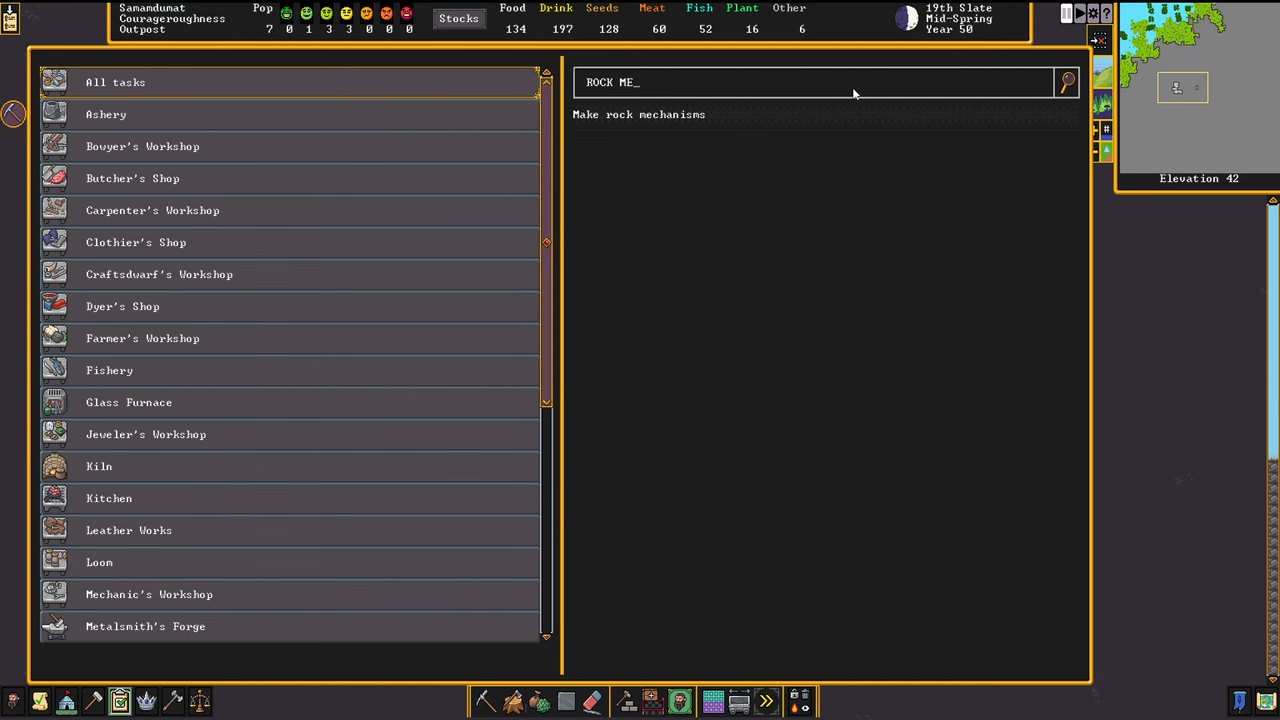 Samandumat
Courageroughness
Outpost
Pop
7 0 1 3 3 0 0 0
Stocks
Food Drink Seeds Meat Fish Plant Other
134 197 128 60 52 16 6
19th Slate
Mid-Spring
Year 50
Elevation 42
ROCK ME_
Make rock mechanisms
All tasks
Ashery
Bowyer's Workshop
Butcher's Shop
Carpenter's Workshop
Clothier's Shop
Craftsdwarf's Workshop
Dyer's Shop
Farmer's Workshop
Fishery
Glass Furnace
Jeweler's Workshop
Kiln
Kitchen
Leather Works
Loom
Mechanic's Workshop
Metalsmith's Forge